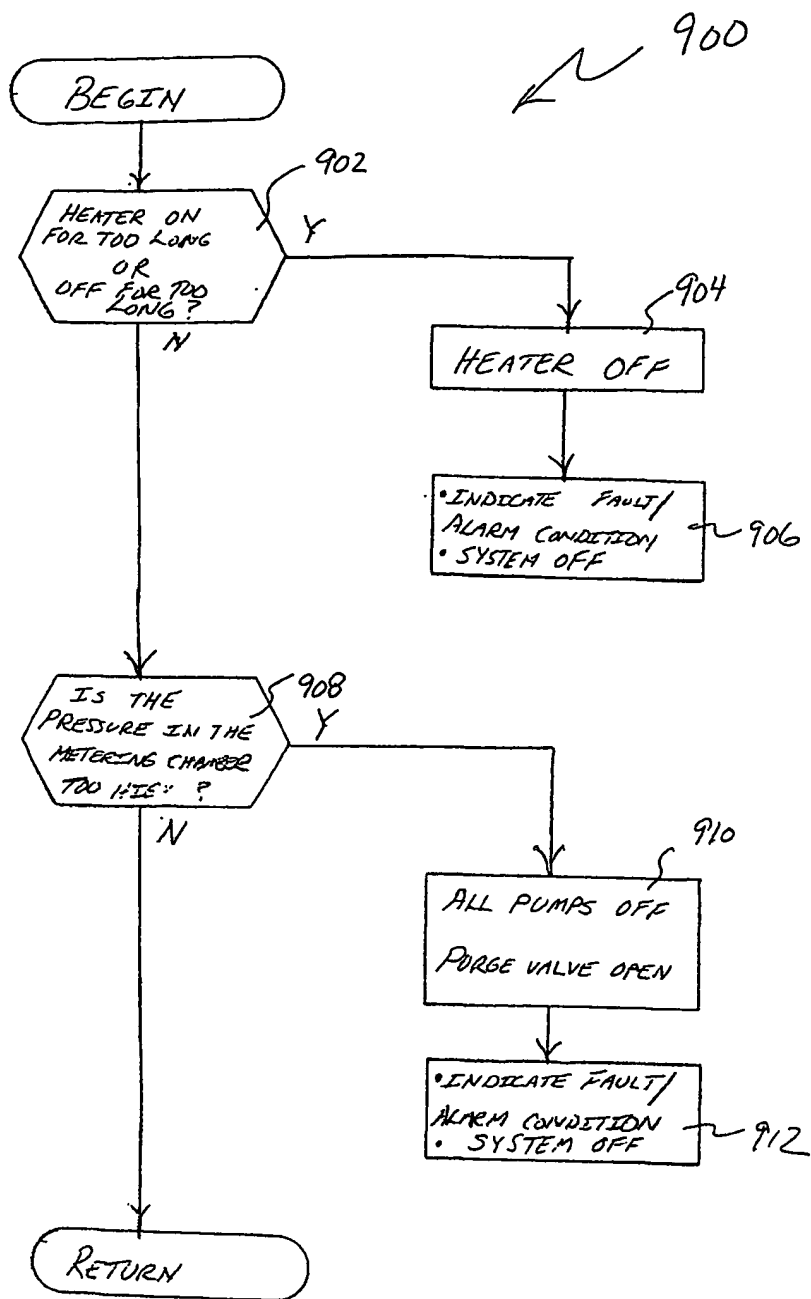 900
BEGIN
902
HEATER ON
FOR TOO LONG
OR
OFF FOR TOO
LONG?
Y
N
904
HEATER OFF
• INDICATE FAULT/
ALARM CONDITION
• SYSTEM OFF
906
IS THE
PRESSURE IN THE
METERING CHAMBER
TOO
?
908
Y
N
910
ALL PUMPS OFF
PURGE VALVE OPEN
• INDICATE FAULT/
ALARM CONDITION
• SYSTEM OFF
912
RETURN